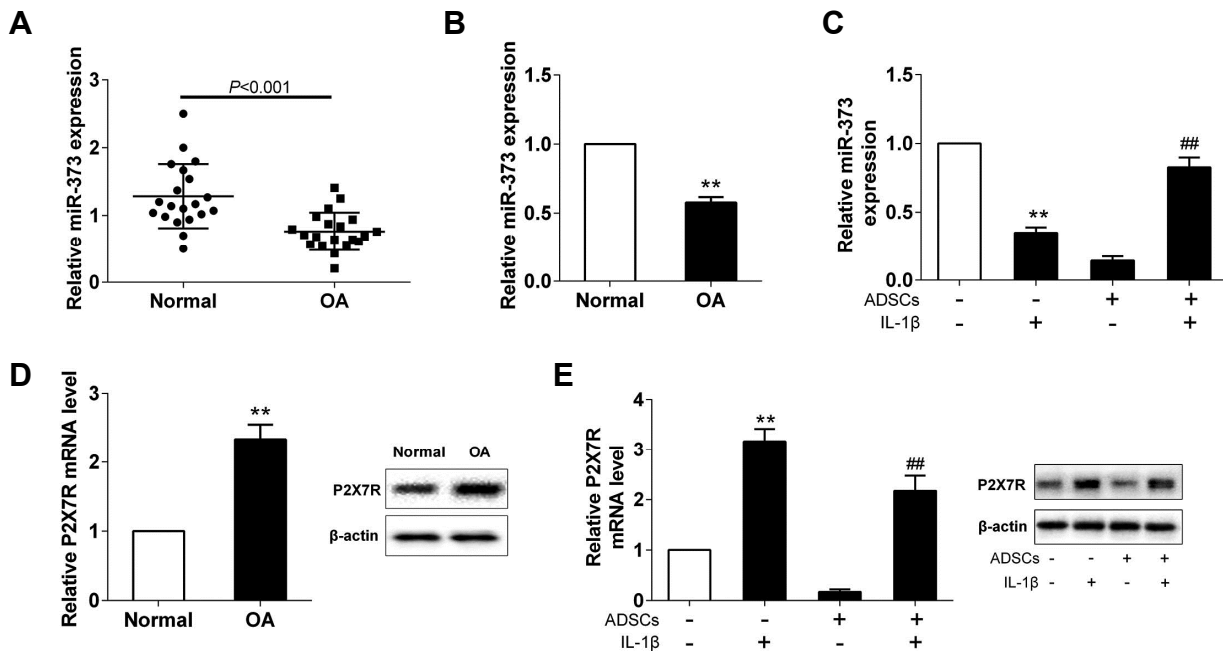 A
Relative miR-373 expression
3
2
1
0
P<0.001
Normal OA
B
Relative miR-373 expression
1.5
1.0
0.5
0.0
**
Normal OA
C
Relative miR-373
expression
1.5
1.0
0.5
0.0
**
##
ADSCs - - + +
IL-1β - + - +
D
Relative P2X7R mRNA level
3
2
1
0
**
Normal OA
Normal OA
P2X7R
β-actin
E
Relative P2X7R
mRNA level
4
3
2
1
0
**
##
ADSCs - - + +
IL-1β - + - +
P2X7R
β-actin
ADSCs - - + +
IL-1β - + - +